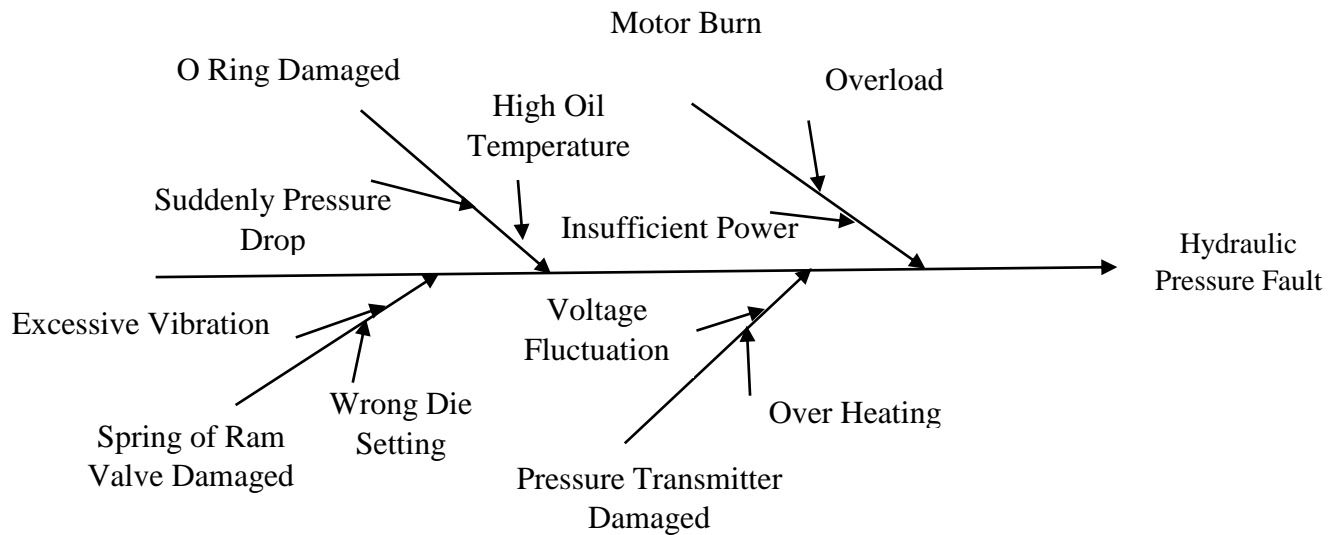 Motor Burn
O Ring Damaged
Overload
High Oil
Temperature
Suddenly Pressure
Drop
Insufficient Power
Hydraulic
Pressure Fault
Excessive Vibration
Voltage
Fluctuation
Wrong Die
Setting
Over Heating
Spring of Ram
Valve Damaged
Pressure Transmitter
Damaged